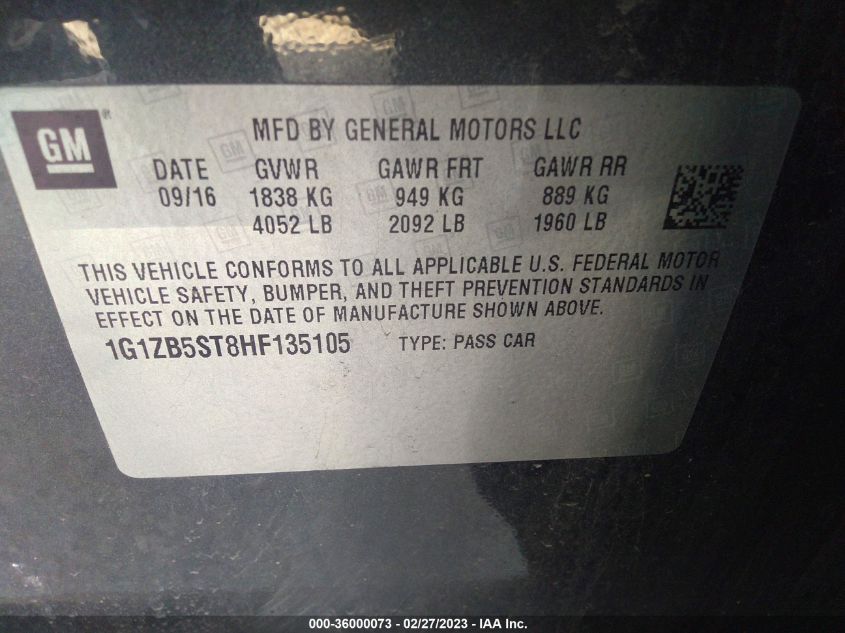 GM®
MFD BY GENERAL MOTORS LLC
DATE GVWR GAWR FRT GAWR RR
09/16 1838 KG 949 KG 889 KG
4052 LB 2092 LB 1960 LB
THIS VEHICLE CONFORMS TO ALL APPLICABLE U.S. FEDERAL MOTOR
VEHICLE SAFETY, BUMPER, AND THEFT PREVENTION STANDARDS IN
EFFECT ON THE DATE OF MANUFACTURE SHOWN ABOVE.
1G1ZB5ST8HF135105 TYPE: PASS CAR
000-36000073 - 02/27/2023 - IAA Inc.